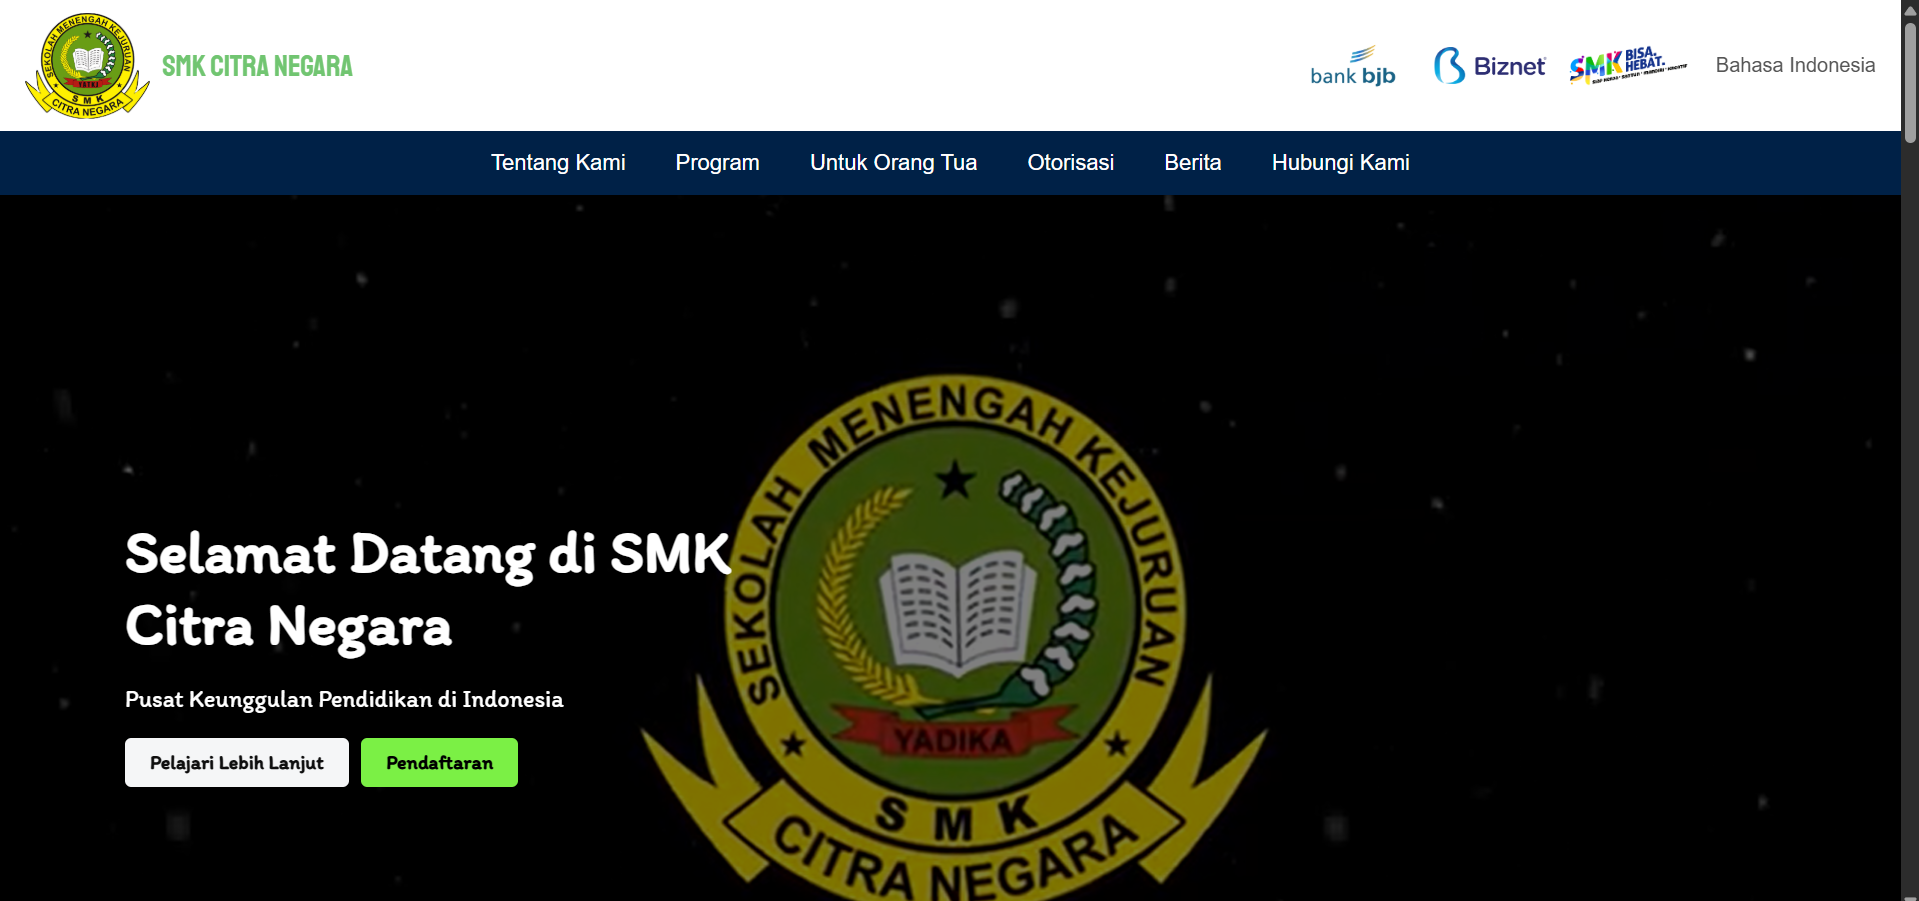 SEKOLAH MENENGAH KEJURUAN
SMK
CITRA NEGARA
SMK CITRA NEGARA
bank bjb
Biznet
SMK BISA. HEBAT.
Bahasa Indonesia
Tentang Kami
Program
Untuk Orang Tua
Otorisasi
Berita
Hubungi Kami
Selamat Datang di SMK
Citra Negara
Pusat Keunggulan Pendidikan di Indonesia
Pelajari Lebih Lanjut
Pendaftaran
SEKOLAH MENENGAH KEJURUAN
YADIKA
SMK
CITRA NEGARA